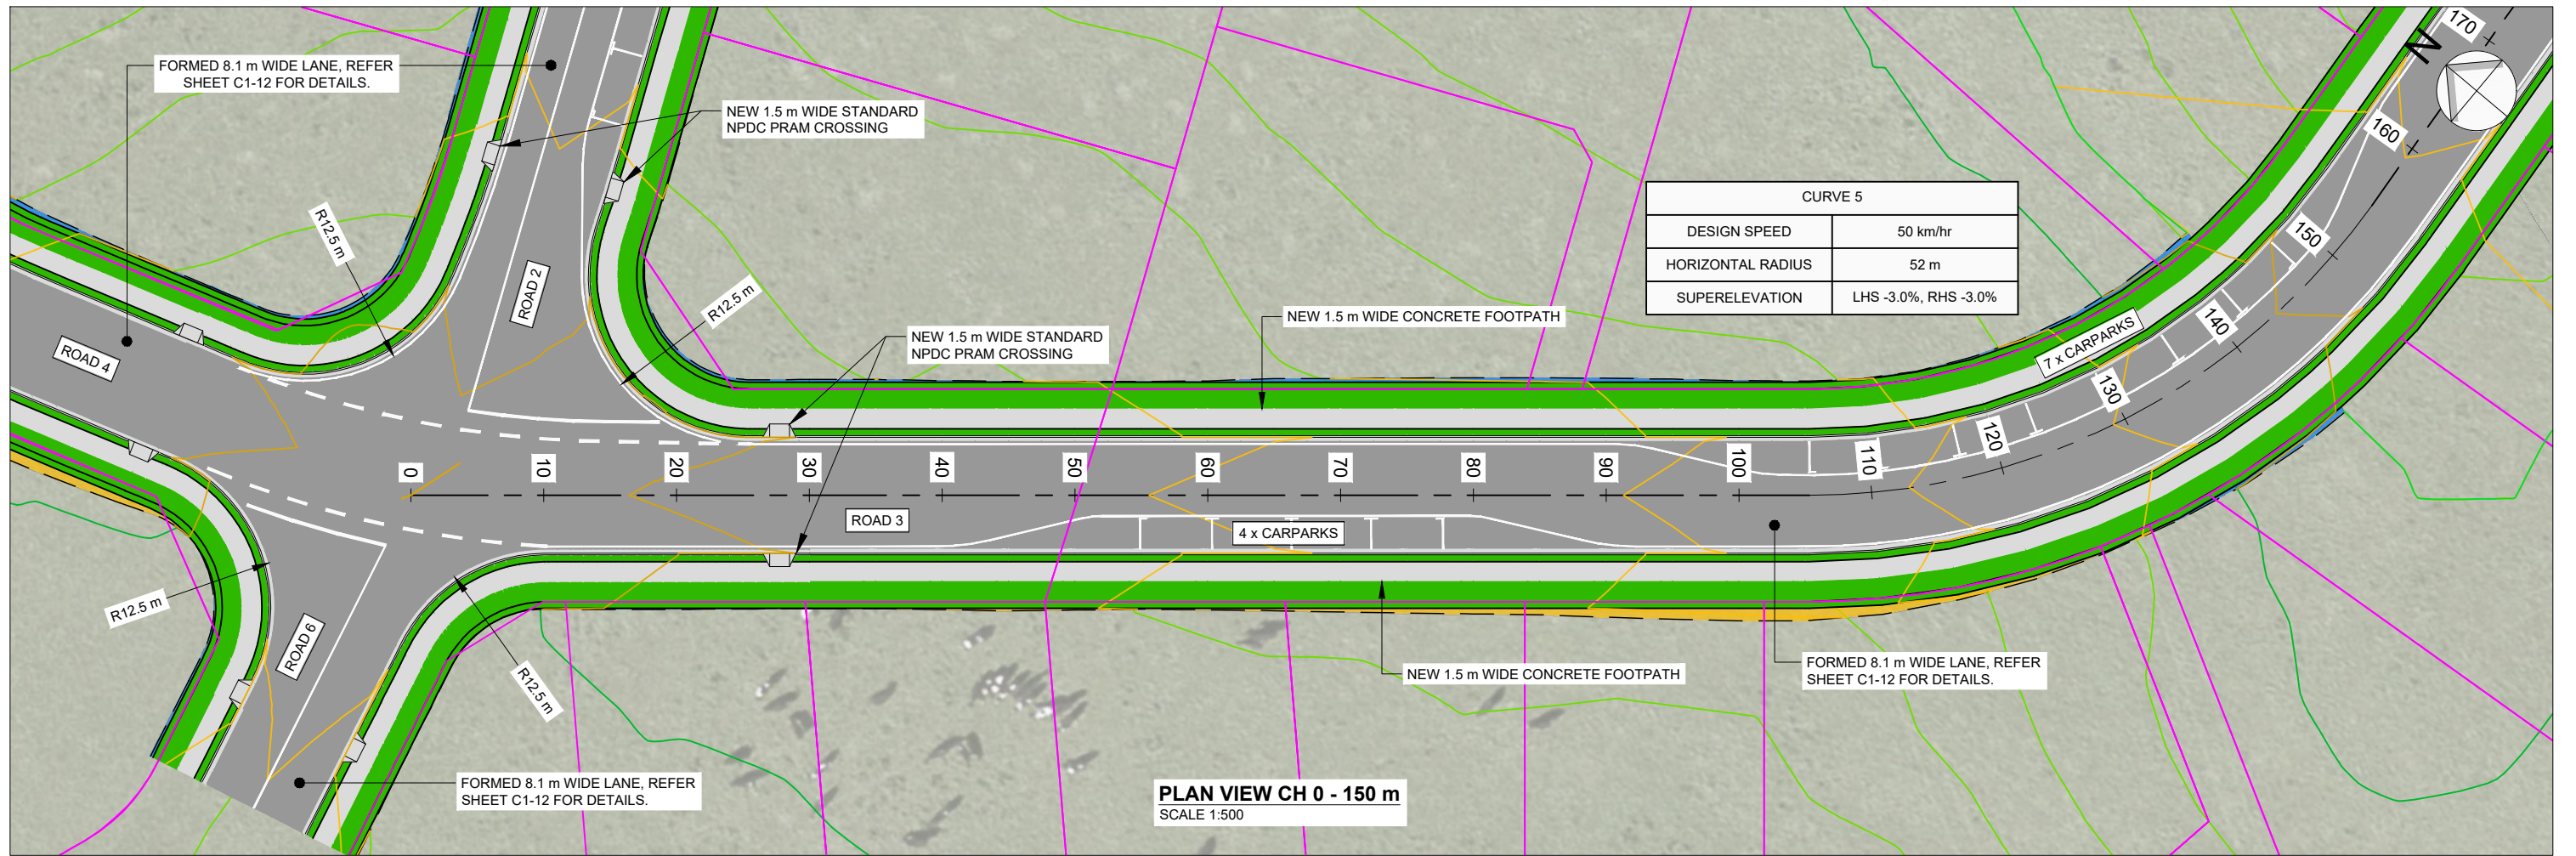 FORMED 8.1 m WIDE LANE, REFER
SHEET C1-12 FOR DETAILS.
NEW 1.5 m WIDE STANDARD
NPDC PRAM CROSSING
R12.5 m
ROAD 2
R12.5 m
ROAD 4
NEW 1.5 m WIDE STANDARD
NPDC PRAM CROSSING
NEW 1.5 m WIDE CONCRETE FOOTPATH
CURVE 5
DESIGN SPEED 50 km/hr
HORIZONTAL RADIUS 52 m
SUPERELEVATION LHS -3.0%, RHS -3.0%
N
7 x CARPARKS
0
10
20
30
40
50
60
70
80
90
100
110
120
130
140
150
160
170
ROAD 3
4 x CARPARKS
R12.5 m
ROAD 6
R12.5 m
NEW 1.5 m WIDE CONCRETE FOOTPATH
FORMED 8.1 m WIDE LANE, REFER
SHEET C1-12 FOR DETAILS.
FORMED 8.1 m WIDE LANE, REFER
SHEET C1-12 FOR DETAILS.
PLAN VIEW CH 0 - 150 m
SCALE 1:500